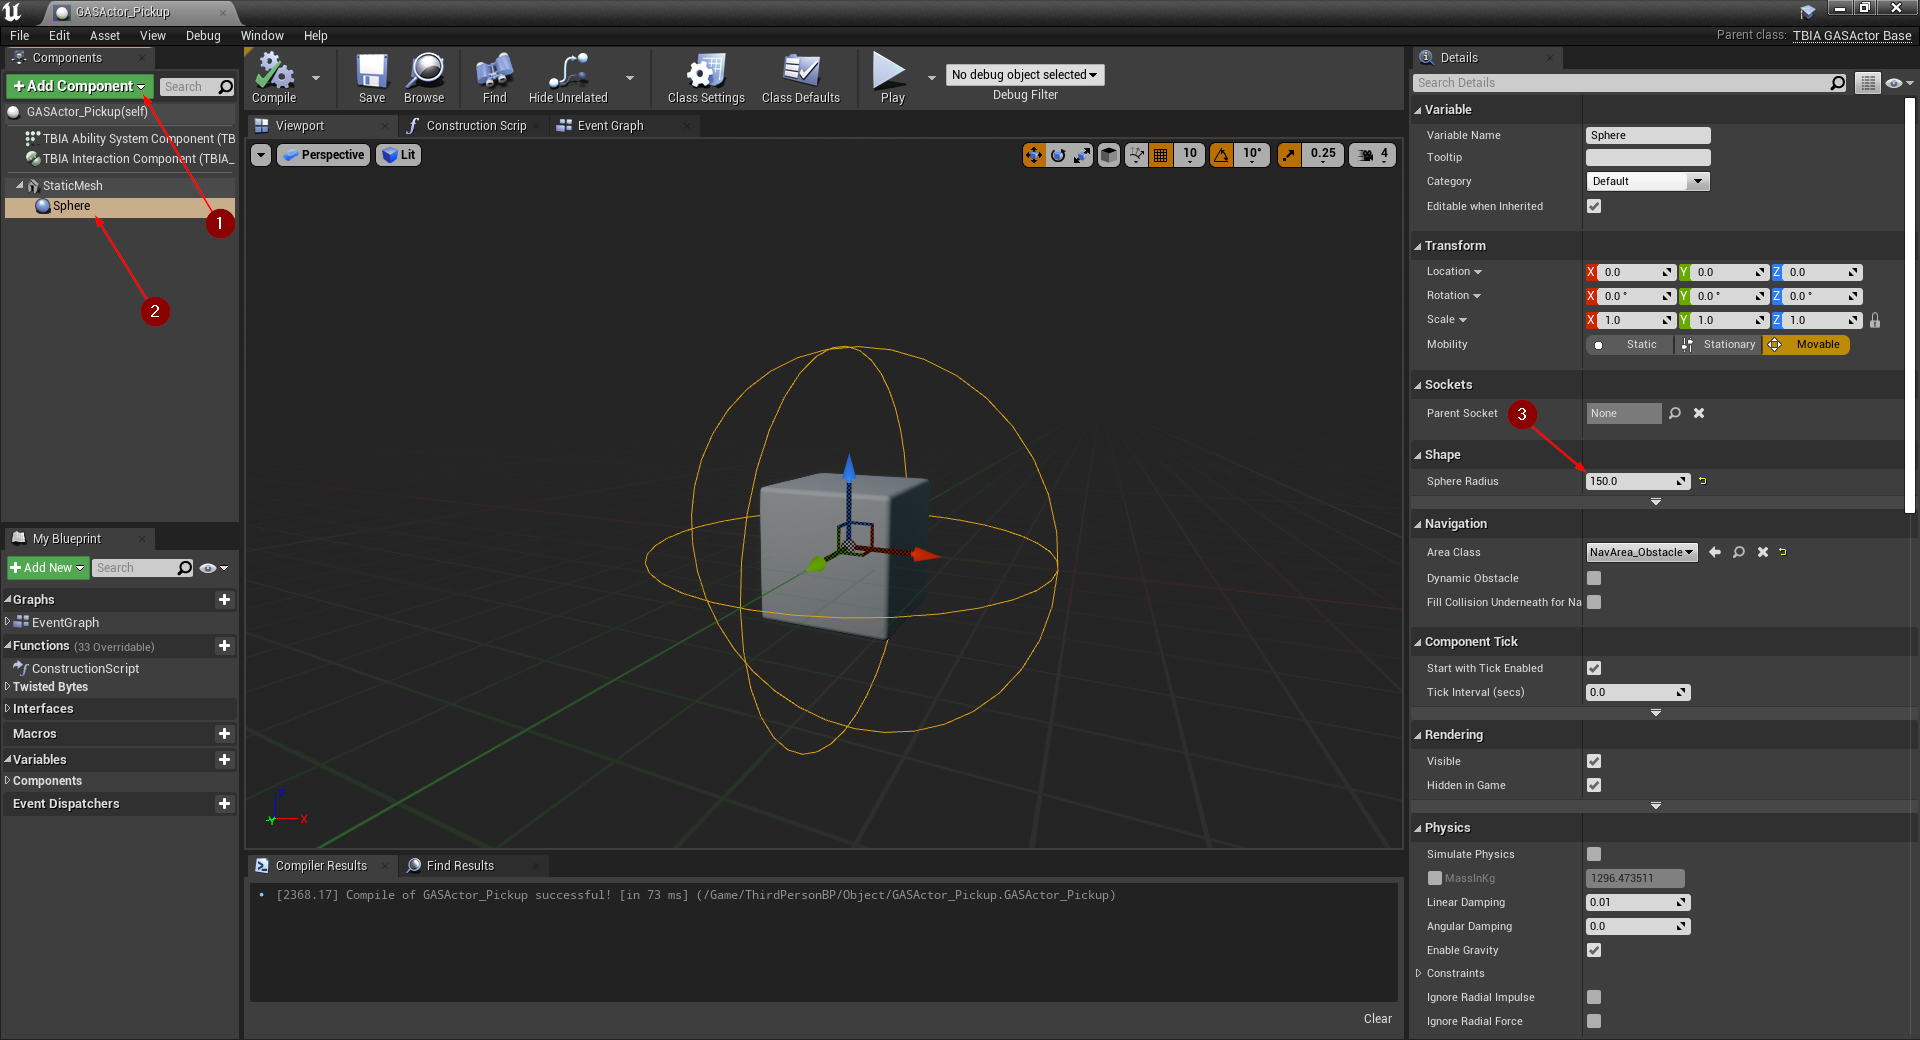 GASActor_Pickup
File Edit Asset View Debug Window Help
Parent class: TBIA GASActor Base
Components
+Add Component
Search
GASActor_Pickup(self)
TBIA Ability System Component (TB
TBIA Interaction Component (TBIA_
StaticMesh
Sphere
1
2
My Blueprint
+Add New
Search
Graphs
EventGraph
Functions (33 Overridable)
ConstructionScript
Twisted Bytes
Interfaces
Macros
Variables
Components
Event Dispatchers
Compile
Save
Browse
Find
Hide Unrelated
Class Settings
Class Defaults
Play
No debug object selected
Debug Filter
Viewport
Construction Scrip
Event Graph
Perspective
Lit
10
10°
0.25
4
Z
Y
X
Compiler Results
Find Results
[2368.17] Compile of GASActor_Pickup successful! [in 73 ms] (/Game/ThirdPersonBP/Object/GASActor_Pickup.GASActor_Pickup)
Clear
Details
Search Details
Variable
Variable Name Sphere
Tooltip
Category Default
Editable when Inherited
Transform
Location X 0.0 Y 0.0 Z 0.0
Rotation X 0.0 ° Y 0.0 ° Z 0.0 °
Scale X 1.0 Y 1.0 Z 1.0
Mobility Static Stationary Movable
Sockets
Parent Socket None
3
Shape
Sphere Radius 150.0
Navigation
Area Class NavArea_Obstacle
Dynamic Obstacle
Fill Collision Underneath for Na
Component Tick
Start with Tick Enabled
Tick Interval (secs) 0.0
Rendering
Visible
Hidden in Game
Physics
Simulate Physics
MassInKg 1296.473511
Linear Damping 0.01
Angular Damping 0.0
Enable Gravity
Constraints
Ignore Radial Impulse
Ignore Radial Force